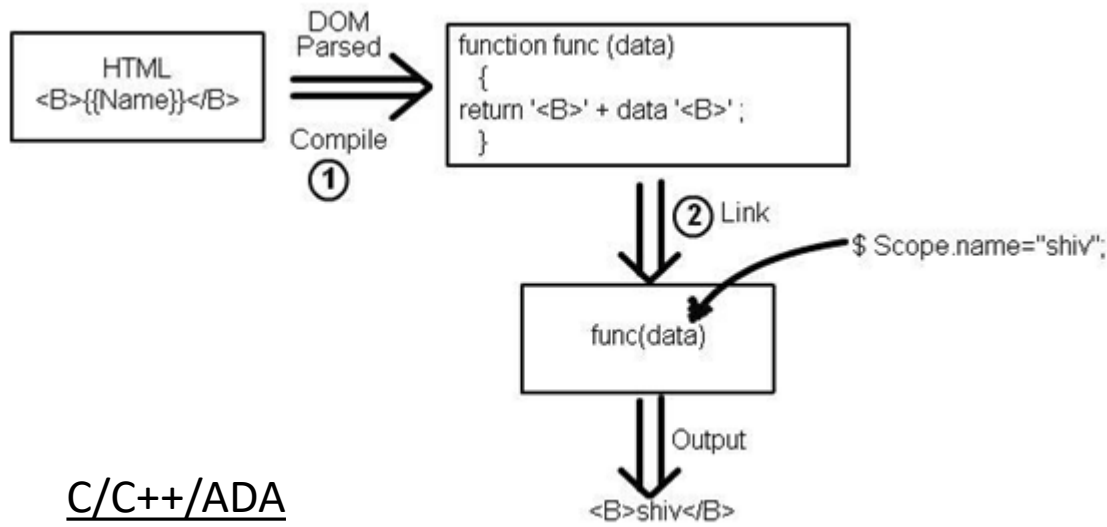 HTML
<B>{{Name}}</B>
DOM
Parsed
Compile
1
function func (data)
{
return '<B>' + data '<B>' ;
}
2 Link
$ Scope.name="shiv";
func(data)
Output
<B>shiv</B>
C/C++/ADA